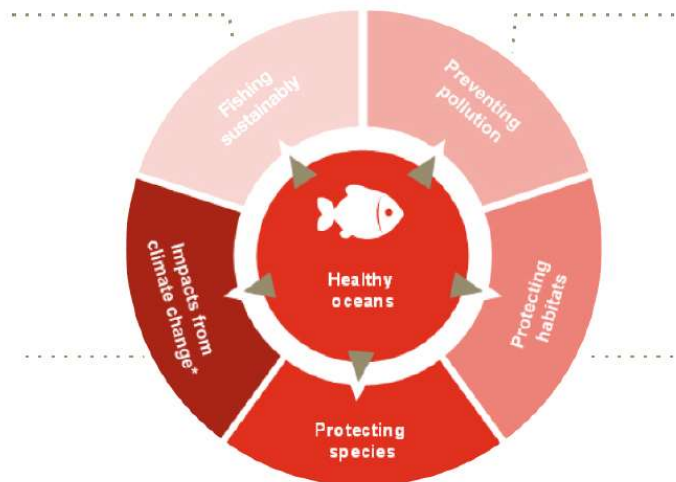 Fishing
sustainably
Preventing
pollution
Healthy
oceans
Impacts from
climate change*
Protecting
habitats
Protecting
species